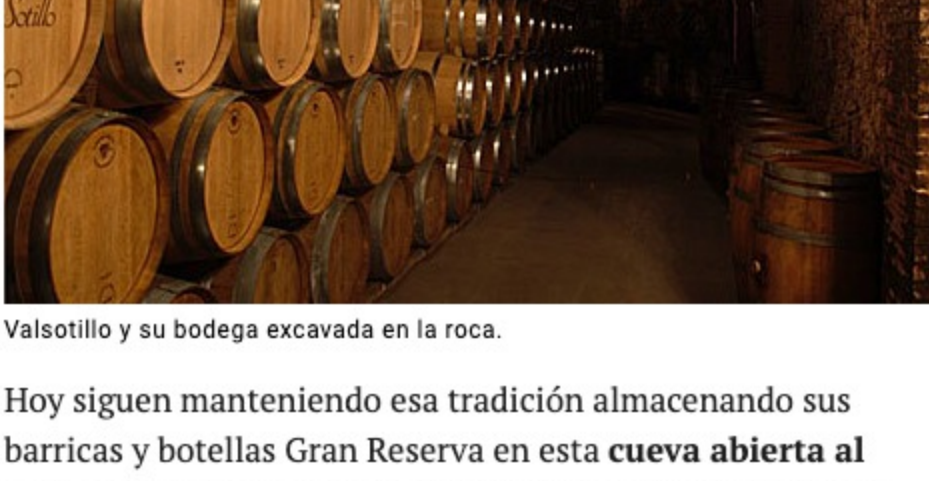 Sotillo
Valsotillo y su bodega excavada en la roca.
Hoy siguen manteniendo esa tradición almacenando sus
barricas y botellas Gran Reserva en esta cueva abierta al